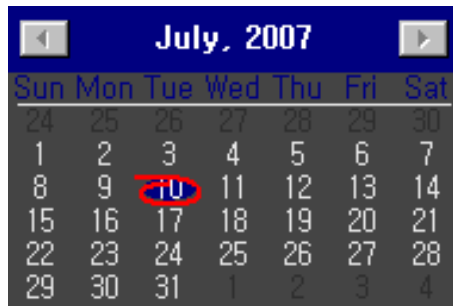 July, 2007
Sun Mon Tue Wed Thu Fri Sat
24 25 26 27 28 29 30
1 2 3 4 5 6 7
8 9 10 11 12 13 14
15 16 17 18 19 20 21
22 23 24 25 26 27 28
29 30 31 1 2 3 4